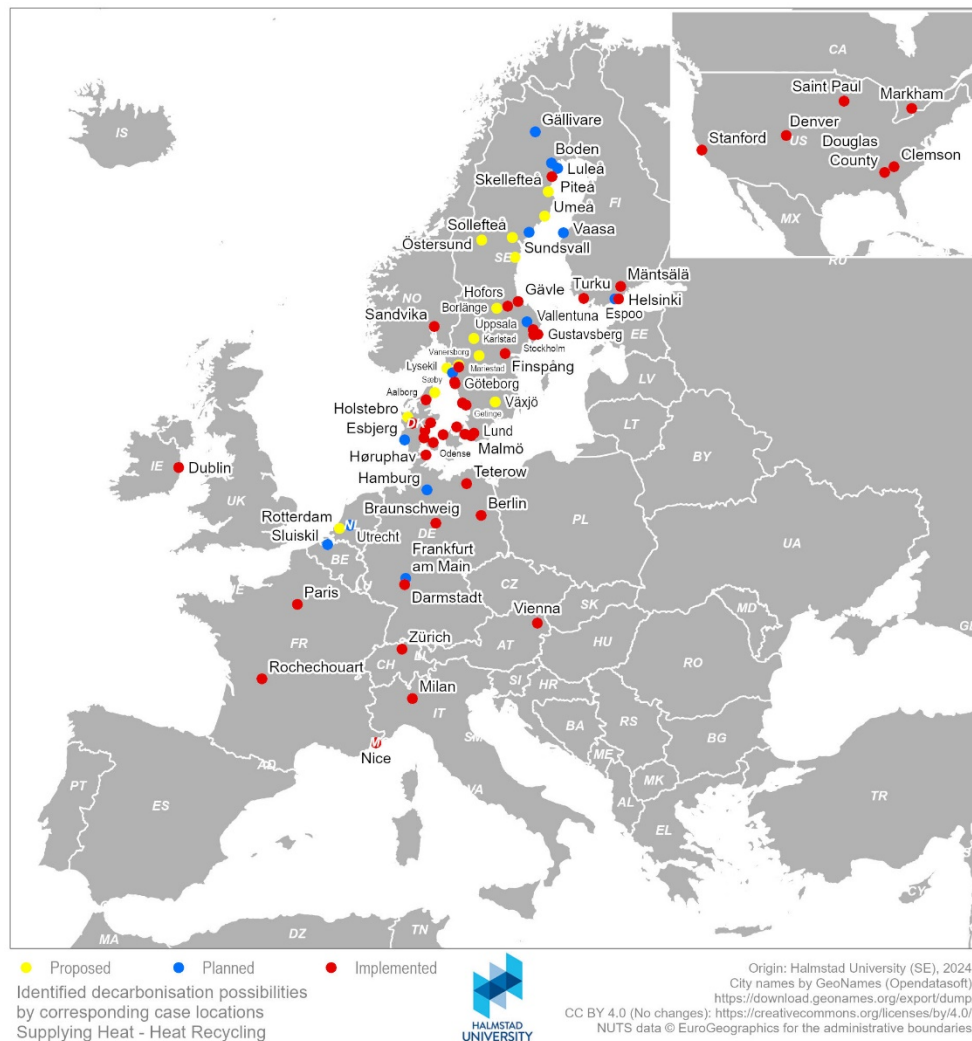 CA
Saint Paul
Markham
Denver
Stanford
US
Douglas
County
Clemson
MX
IS
Gällivare
Boden
Luleå
Skellefteå
Piteå
FI
Umeå
Sollefteå
Vaasa
Östersund
Sundsvall
SE
RU
Mäntsälä
Hofors
Gävle
Turku
NO
Borlänge
Helsinki
Sandvika
Vallentuna
Espoo
Uppsala
Gustavsberg
EE
Karlstad
Stockholm
Vänersborg
Finspång
Lysekil
Mariestad
LV
Sæby
Göteborg
Aalborg
Växjö
Holstebro
Getinge
LT
DK
Esbjerg
Lund
BY
IE
Dublin
Odense
Malmö
Høruphav
Teterow
UK
Hamburg
Berlin
PL
Rotterdam
Braunschweig
NL
Sluiskil
Utrecht
DE
UA
BE
Frankfurt
am Main
CZ
Paris
Darmstadt
SK
Vienna
MD
FR
Zürich
AT
HU
RO
CH
LI
Rochechouart
SI
HR
Milan
IT
BA
RS
SM
BG
Nice
ME
AD
MK
PT
VA
AL
TR
ES
EL
CY
MA
DZ
TN
Proposed
Planned
Implemented
Identified decarbonisation possibilities
by corresponding case locations
Supplying Heat - Heat Recycling
HALMSTAD
UNIVERSITY
Origin: Halmstad University (SE), 2024
City names by GeoNames (Opendatasoft)
https://download.geonames.org/export/dump
CC BY 4.0 (No changes): https://creativecommons.org/licenses/by/4.0/
NUTS data © EuroGeographics for the administrative boundaries